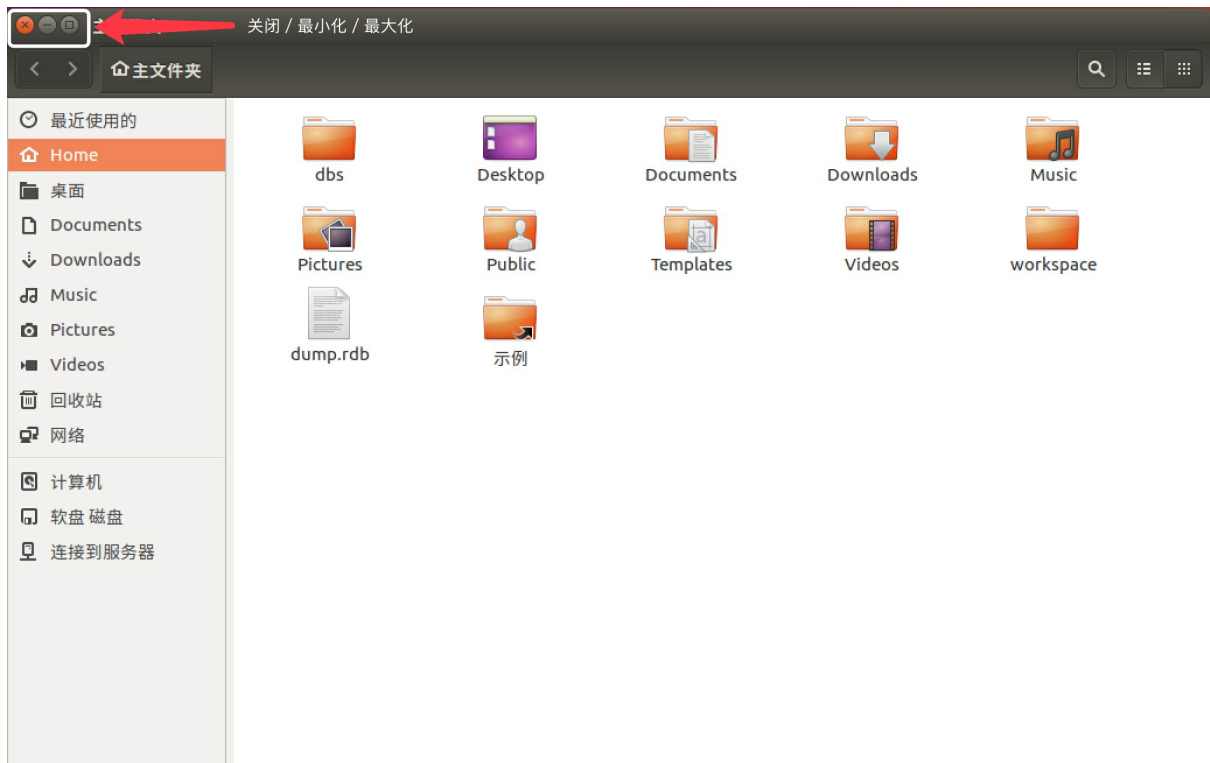 关闭 / 最小化 / 最大化
主文件夹
最近使用的
Home
桌面
Documents
Downloads
Music
Pictures
Videos
回收站
网络
计算机
软盘 磁盘
连接到服务器
dbs
Desktop
Documents
Downloads
Music
Pictures
Public
Templates
Videos
workspace
dump.rdb
示例